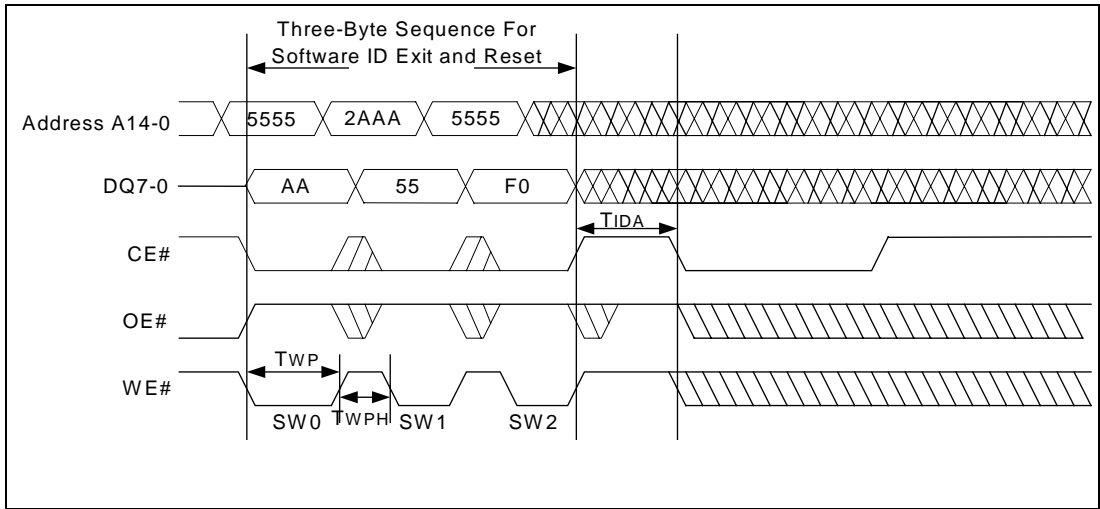 Three-Byte Sequence For
Software ID Exit and Reset
Address A14-0 5555 2AAA 5555
DQ7-0 AA 55 F0
TIDA
CE#
OE#
TWP
WE#
SW0 TWPH SW1 SW2